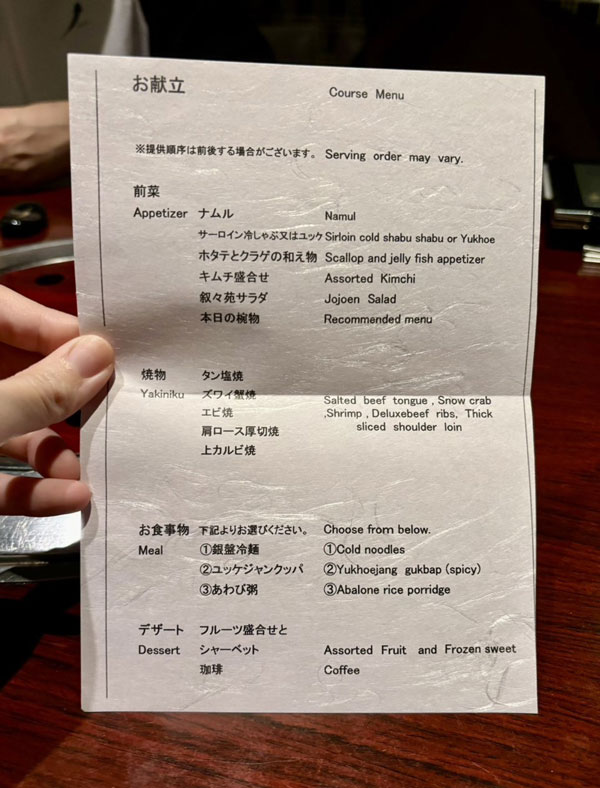 お献立 Course Menu
※提供順序は前後する場合がございます。 Serving order may vary.
前菜
Appetizer ナムル Namul
サーロイン冷しゃぶ又はユッケ Sirloin cold shabu shabu or Yukhoe
ホタテとクラゲの和え物 Scallop and jelly fish appetizer
キムチ盛合せ Assorted Kimchi
叙々苑サラダ Jojoen Salad
本日の椀物 Recommended menu
焼物 タン塩焼
Yakiniku ズワイ蟹焼 Salted beef tongue , Snow crab
エビ焼 ,Shrimp , Deluxebeef ribs, Thick
肩ロース厚切焼 sliced shoulder loin
上カルビ焼
お食事物 下記よりお選びください。 Choose from below.
Meal ①銀盤冷麺 ①Cold noodles
②ユッケジャンクッパ ②Yukhoejang gukbap (spicy)
③あわび粥 ③Abalone rice porridge
デザート フルーツ盛合せと
Dessert シャーベット Assorted Fruit and Frozen sweet
珈琲 Coffee